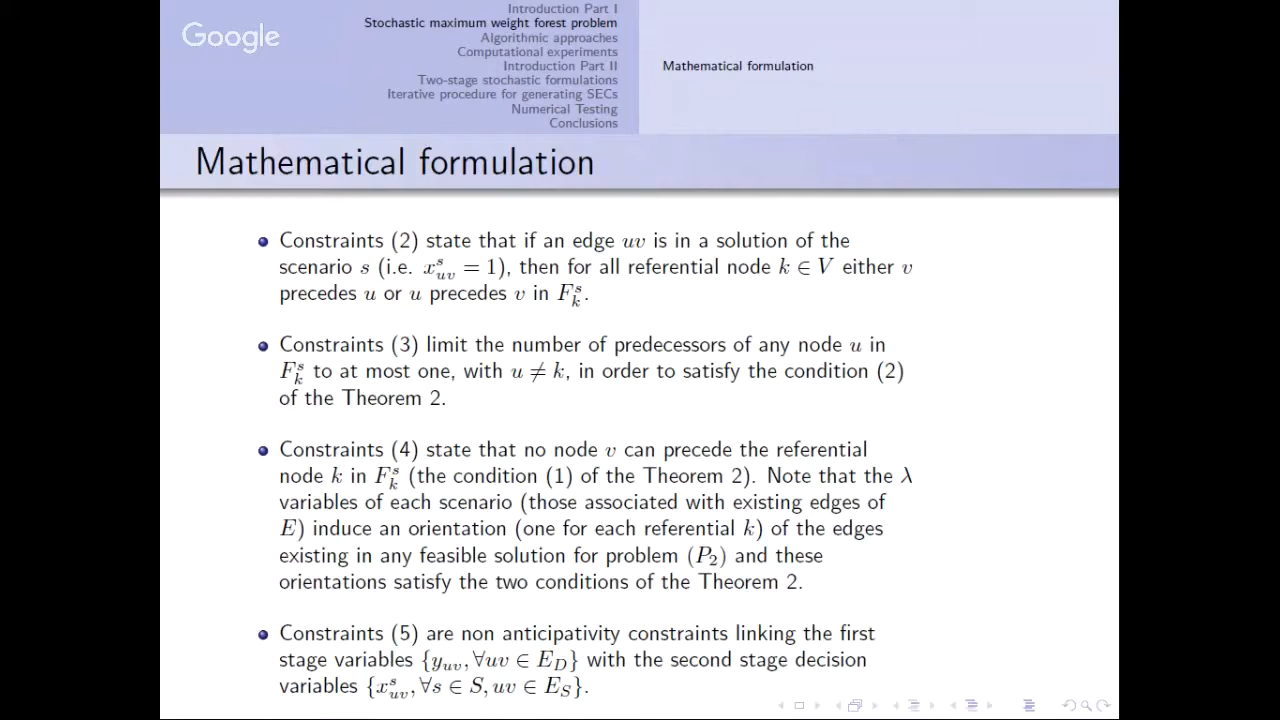 Google
Introduction Part I
Stochastic maximum weight forest problem
Algorithmic approaches
Computational experiments
Introduction Part II
Two-stage stochastic formulations
Iterative procedure for generating SECs
Numerical Testing
Conclusions
Mathematical formulation
Mathematical formulation
Constraints (2) state that if an edge uv is in a solution of the
scenario s (i.e. x^s_{uv} = 1), then for all referential node k ∈ V either v
precedes u or u precedes v in F^s_k.
Constraints (3) limit the number of predecessors of any node u in
F^s_k to at most one, with u ≠ k, in order to satisfy the condition (2)
of the Theorem 2.
Constraints (4) state that no node v can precede the referential
node k in F^s_k (the condition (1) of the Theorem 2). Note that the λ
variables of each scenario (those associated with existing edges of
E) induce an orientation (one for each referential k) of the edges
existing in any feasible solution for problem (P_2) and these
orientations satisfy the two conditions of the Theorem 2.
Constraints (5) are non anticipativity constraints linking the first
stage variables {y_{uv}, ∀uv ∈ E_D} with the second stage decision
variables {x^s_{uv}, ∀s ∈ S, uv ∈ E_S}.